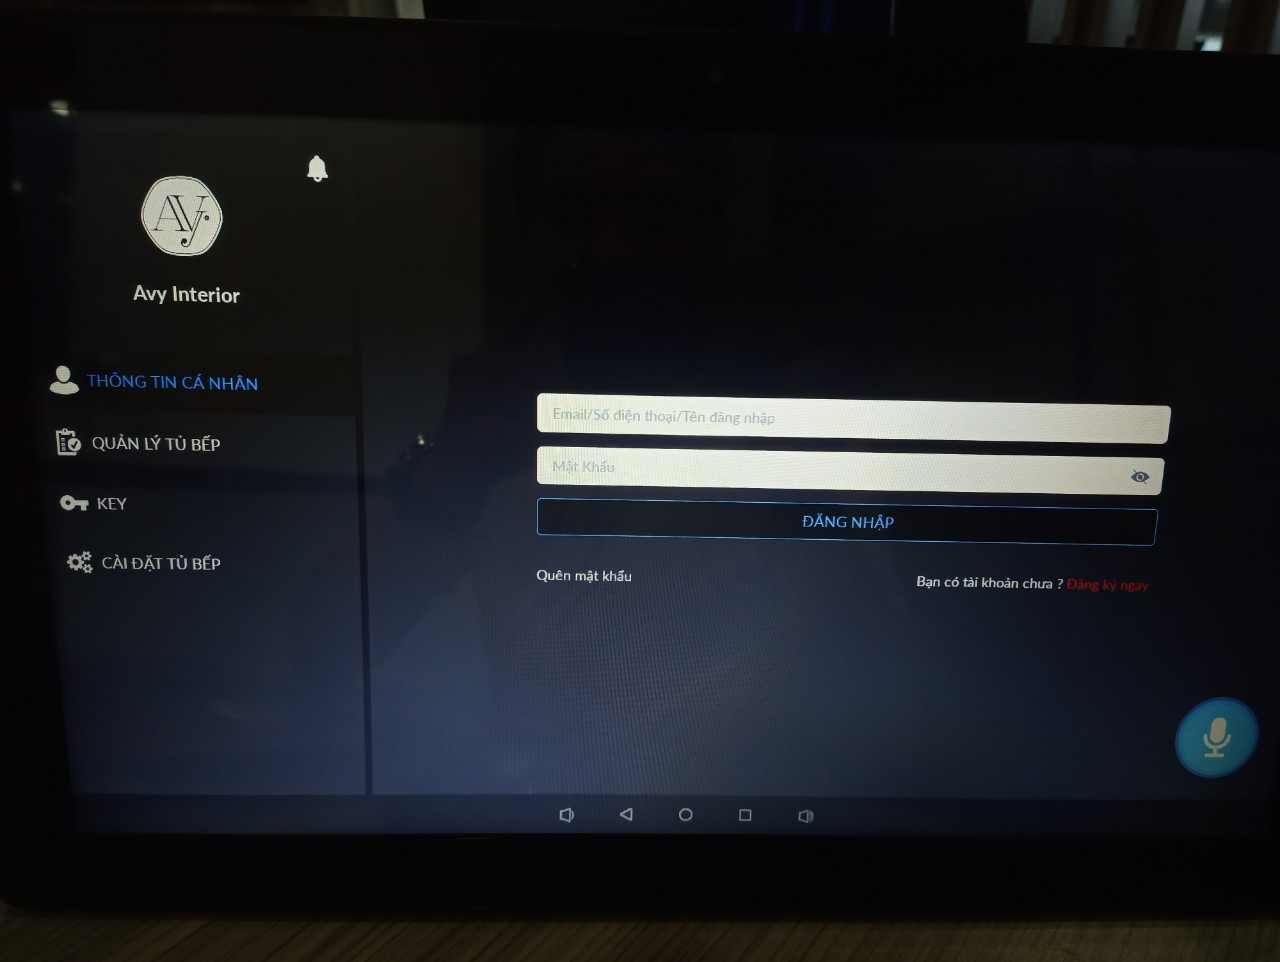 AVy
Avy Interior
THÔNG TIN CÁ NHÂN
QUẢN LÝ TỦ BẾP
KEY
CÀI ĐẶT TỦ BẾP
Email/Số điện thoại/Tên đăng nhập
Mật Khẩu
ĐĂNG NHẬP
Quên mật khẩu
Bạn có tài khoản chưa ? Đăng ký ngay